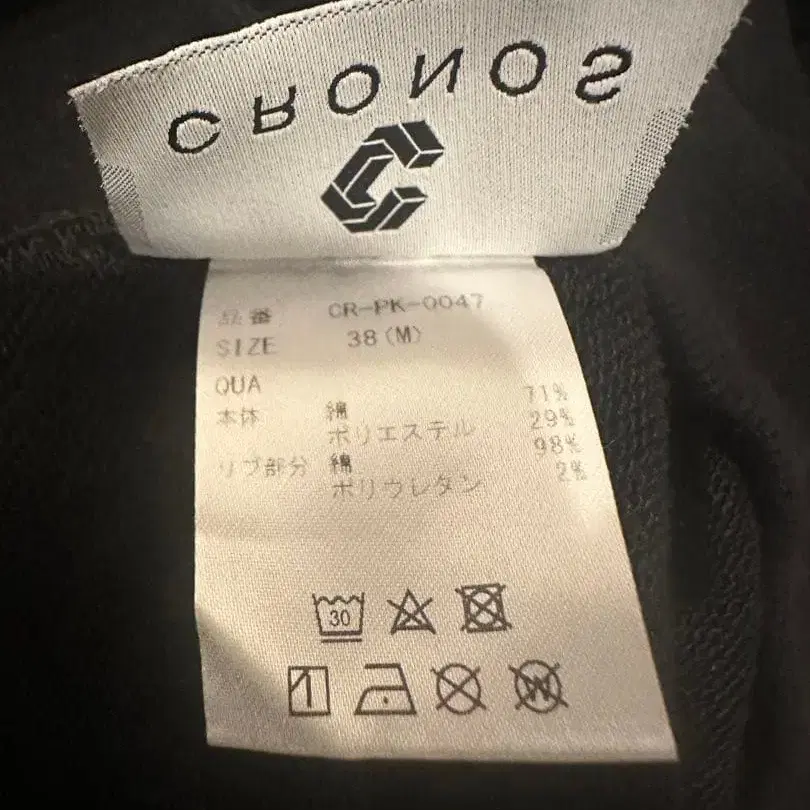 CRONOS
品番 CR-PK-0047
SIZE 38(M)
QUA
本体 綿 71%
ポリエステル 29%
リブ部分 綿 98%
ポリウレタン 2%
30
W